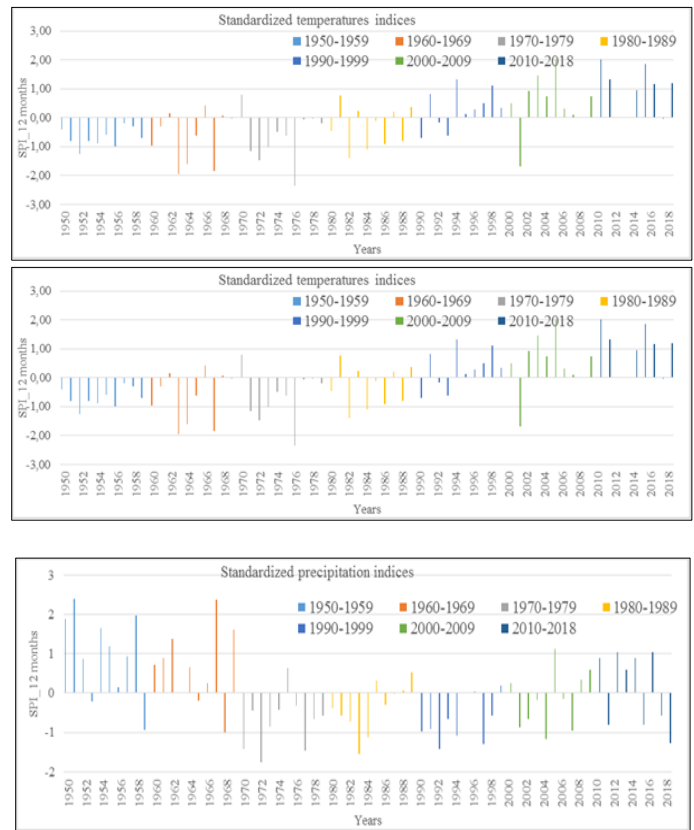 Standardized temperatures indices
3,00
1950-1959 1960-1969 1970-1979 1980-1989
2,00
1990-1999 2000-2009 2010-2018
1,00
0,00
-1,00
-2,00
-3,00
SPI_12 months
1950 1952 1954 1956 1958 1960 1962 1964 1966 1968 1970 1972 1974 1976 1978 1980 1982 1984 1986 1988 1990 1992 1994 1996 1998 2000 2002 2004 2006 2008 2010 2012 2014 2016 2018
Years
Standardized temperatures indices
3,00
1950-1959 1960-1969 1970-1979 1980-1989
2,00
1990-1999 2000-2009 2010-2018
1,00
0,00
-1,00
-2,00
-3,00
SPI_12 months
1950 1952 1954 1956 1958 1960 1962 1964 1966 1968 1970 1972 1974 1976 1978 1980 1982 1984 1986 1988 1990 1992 1994 1996 1998 2000 2002 2004 2006 2008 2010 2012 2014 2016 2018
Years
Standardized precipitation indices
3
2
1950-1959 1960-1969 1970-1979 1980-1989
1990-1999 2000-2009 2010-2018
1
0
-1
-2
SPI_12 months
1950 1952 1954 1956 1958 1960 1962 1964 1966 1968 1970 1972 1974 1976 1978 1980 1982 1984 1986 1988 1990 1992 1994 1996 1998 2000 2002 2004 2006 2008 2010 2012 2014 2016 2018
Years